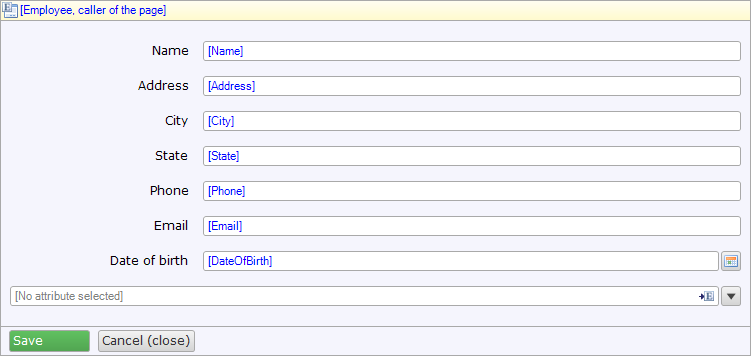 [Employee, caller of the page]
Name [Name]
Address [Address]
City [City]
State [State]
Phone [Phone]
Email [Email]
Date of birth [DateOfBirth]
[No attribute selected]
Save Cancel (close)